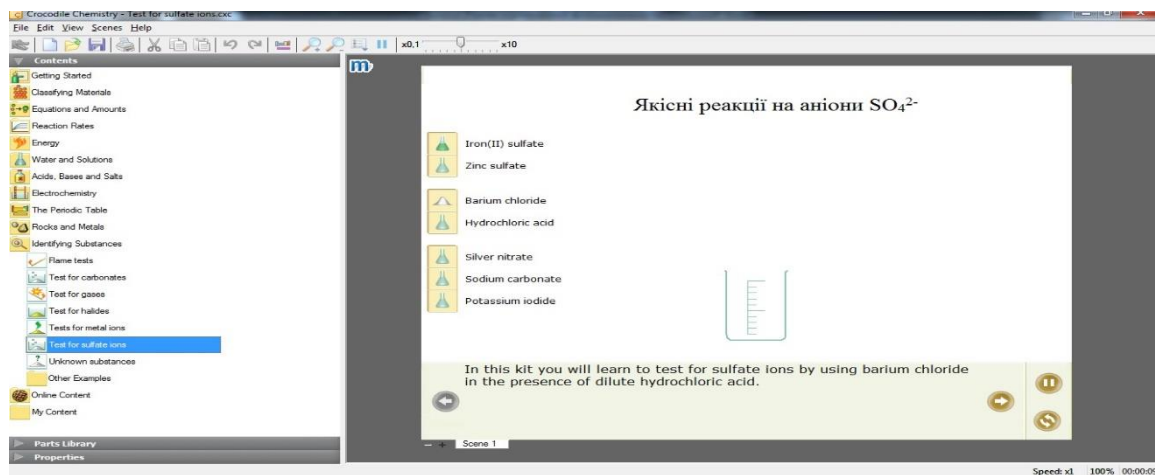 Crocodile Chemistry - Test for sulfate ions.cxc
File Edit View Scenes Help
x0,1 x10
Contents
Getting Started
Classifying Materials
Equations and Amounts
Reaction Rates
Energy
Water and Solutions
Acids, Bases and Salts
Electrochemistry
The Periodic Table
Rocks and Metals
Identifying Substances
Flame tests
Test for carbonates
Test for gases
Test for halides
Tests for metal ions
Test for sulfate ions
Unknown substances
Other Examples
Online Content
My Content
Parts Library
Properties
m
Якісні реакції на аніони SO₄²⁻
Iron(II) sulfate
Zinc sulfate
Barium chloride
Hydrochloric acid
Silver nitrate
Sodium carbonate
Potassium iodide
In this kit you will learn to test for sulfate ions by using barium chloride
in the presence of dilute hydrochloric acid.
Scene 1
Speed: x1 100% 00:00:09